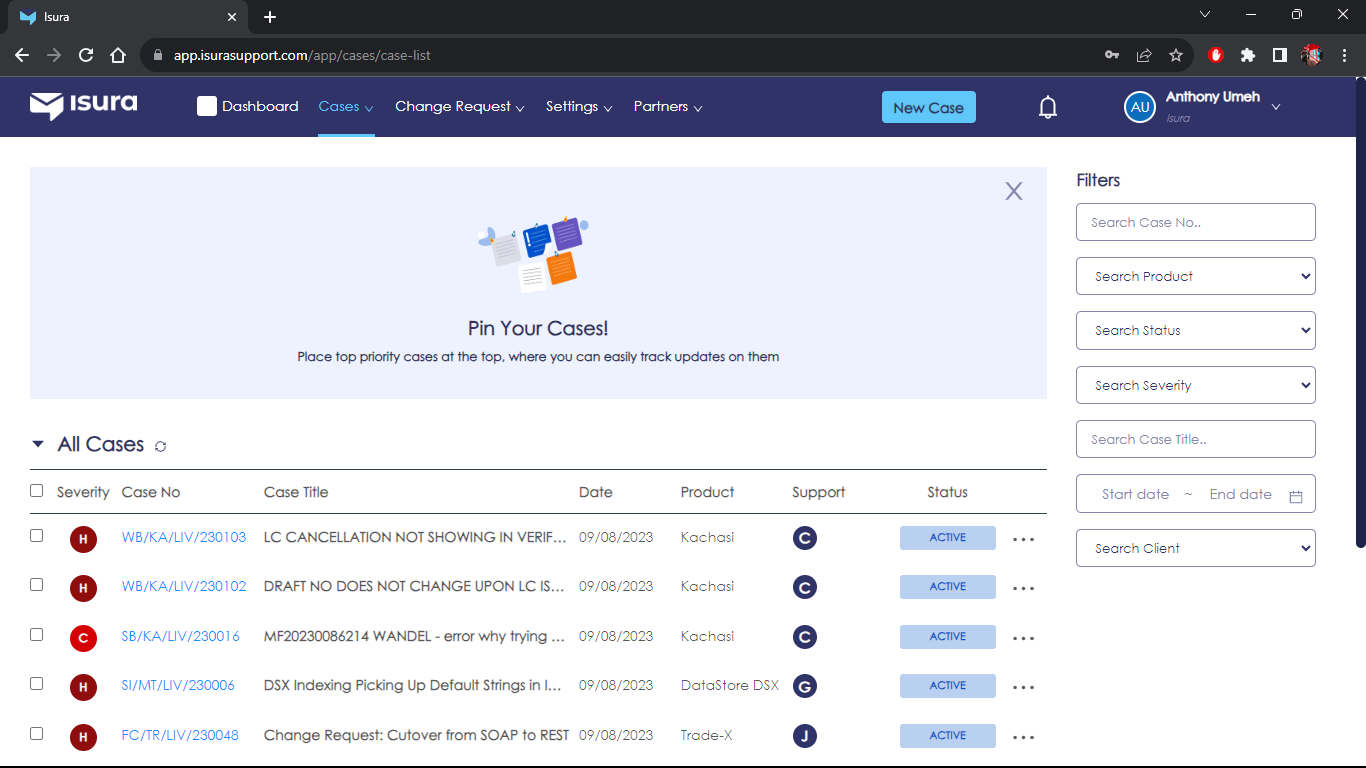 Isura
app.isurasupport.com/app/cases/case-list
ISURA
Dashboard
Cases
Change Request
Settings
Partners
New Case
AU
Anthony Umeh
Isura
X
Pin Your Cases!
Place top priority cases at the top, where you can easily track updates on them
Filters
Search Case No..
Search Product
Search Status
Search Severity
Search Case Title..
Start date ~ End date
Search Client
All Cases
Severity Case No Case Title Date Product Support Status
H WB/KA/LIV/230103 LC CANCELLATION NOT SHOWING IN VERIF... 09/08/2023 Kachasi C ACTIVE ...
H WB/KA/LIV/230102 DRAFT NO DOES NOT CHANGE UPON LC IS... 09/08/2023 Kachasi C ACTIVE ...
C SB/KA/LIV/230016 MF20230086214 WANDEL - error why trying ... 09/08/2023 Kachasi C ACTIVE ...
H SI/MT/LIV/230006 DSX Indexing Picking Up Default Strings in I... 09/08/2023 DataStore DSX G ACTIVE ...
H FC/TR/LIV/230048 Change Request: Cutover from SOAP to REST 09/08/2023 Trade-X J ACTIVE ...